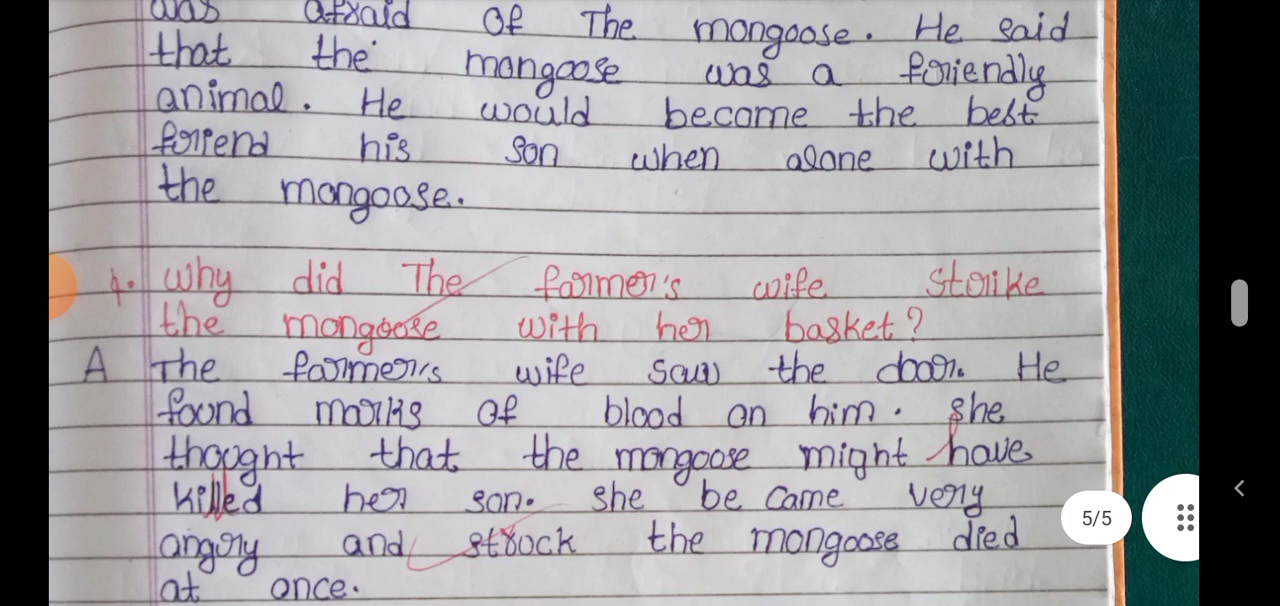 was afraid of The mongoose. He said
that the mongoose was a friendly
animal. He would become the best
friend his son when alone with
the mongoose.
4. Why did The farmer's wife strike
the mongoose with her basket?
A The farmer's wife saw the door. He
found marks of blood on him. She
thought that the mongoose might have
killed her son. she be came very
angry and struck the mongoose died
at once.
5/5